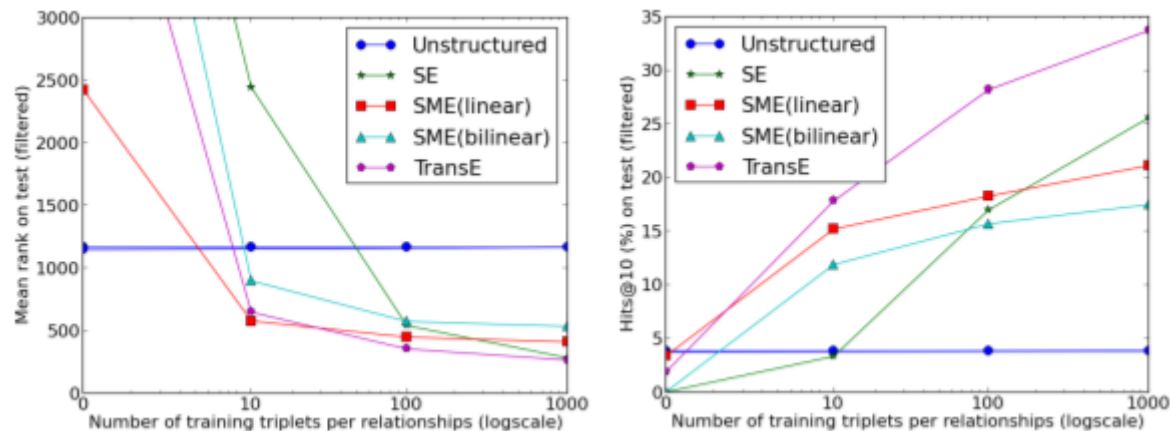 Mean rank on test (filtered)
3000
2500
2000
1500
1000
500
0
Unstructured
SE
SME(linear)
SME(bilinear)
TransE
0 10 100 1000
Number of training triplets per relationships (logscale)
Hits@10 (%) on test (filtered)
35
30
25
20
15
10
5
0
Unstructured
SE
SME(linear)
SME(bilinear)
TransE
0 10 100 1000
Number of training triplets per relationships (logscale)